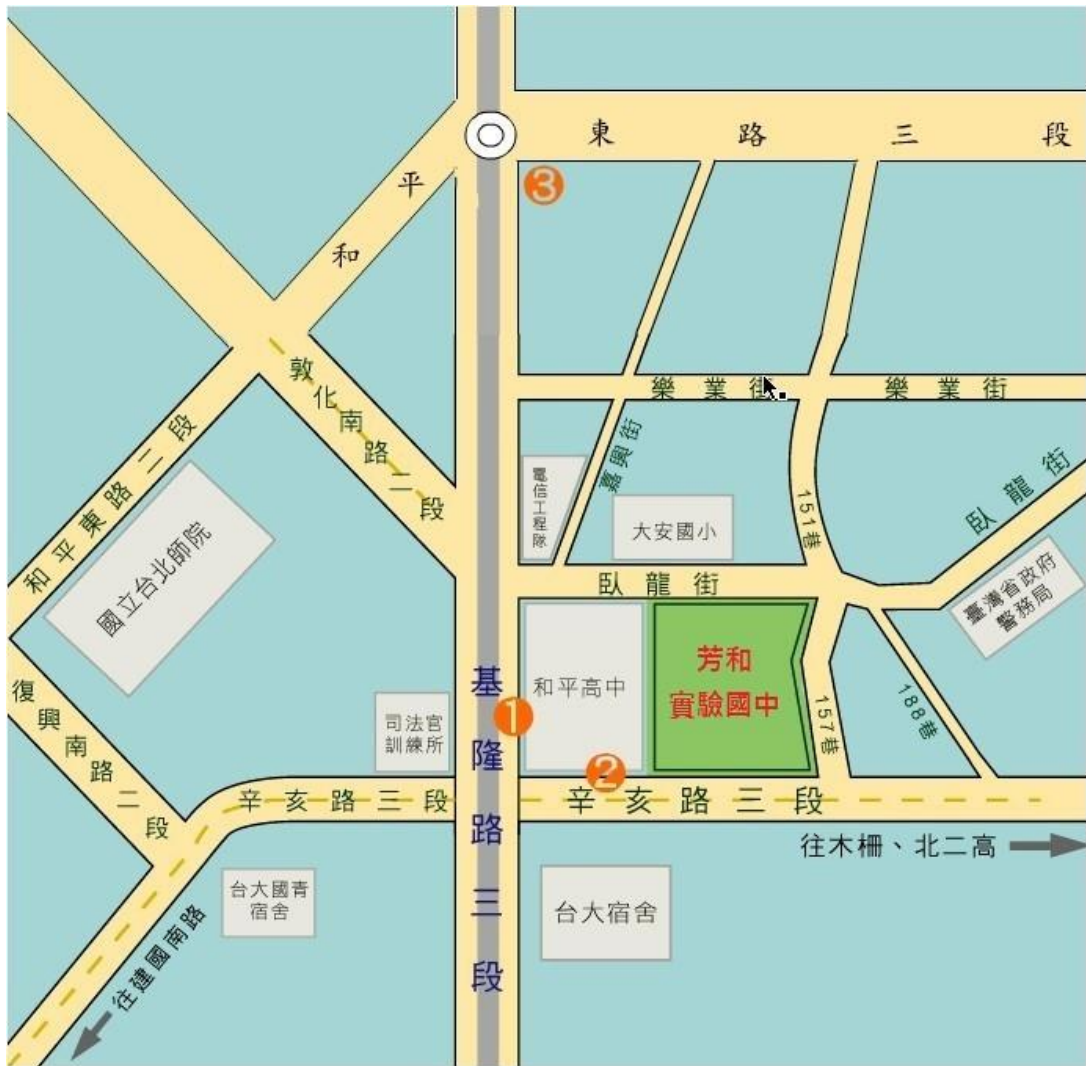 東路三段
和平
3
敦化南路二段
樂業街
樂業街
嘉興街
和平東路二段
電信工程隊
大安國小
151巷
臥龍街
國立台北師院
臥龍街
臺灣省政府
警務局
芳和
實驗國中
和平高中
基隆路三段
1
司法官
訓練所
157巷
188巷
復興南路二段
2
辛亥路三段
辛亥路三段
往木柵、北二高
台大國青
宿舍
台大宿舍
往建國南路